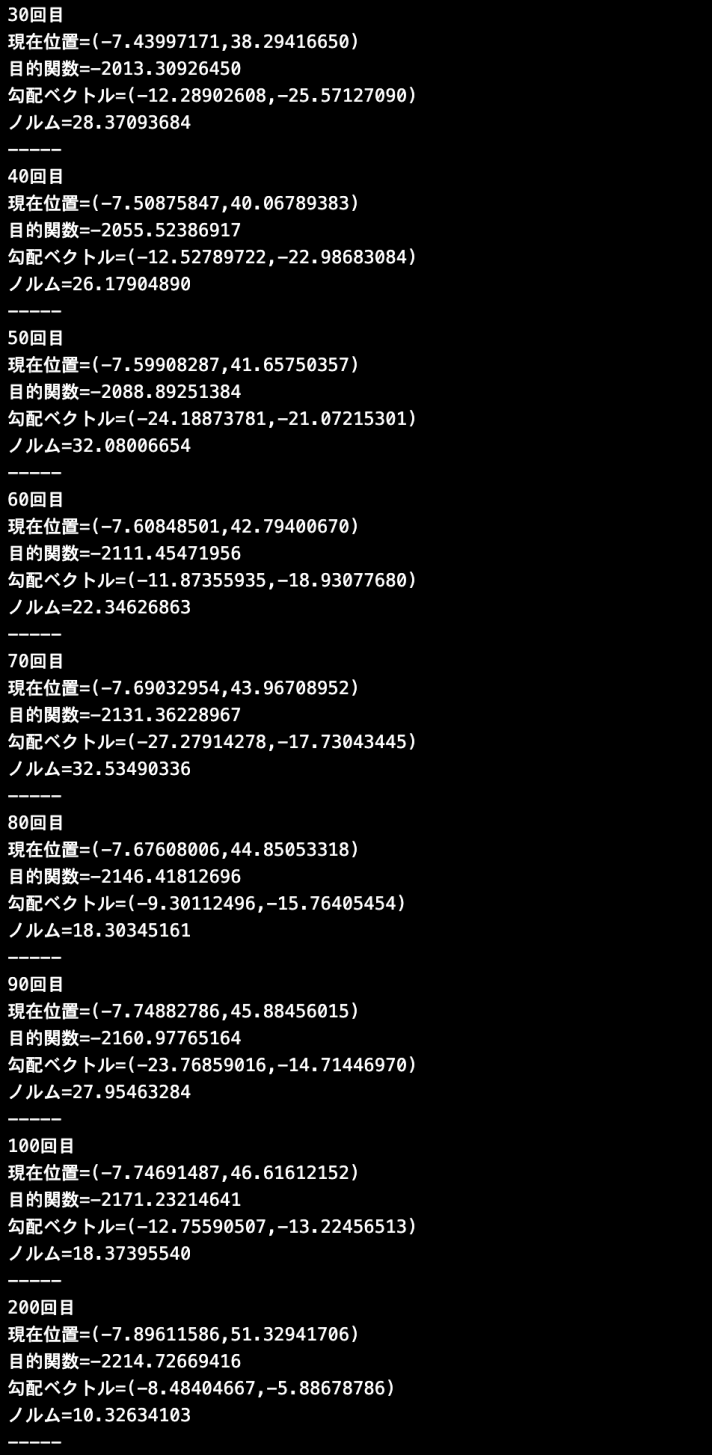 30回目
現在位置=(-7.43997171,38.29416650)
目的関数=-2013.30926450
勾配ベクトル=(-12.28902608,-25.57127090)
ノルム=28.37093684
-----
40回目
現在位置=(-7.50875847,40.06789383)
目的関数=-2055.52386917
勾配ベクトル=(-12.52789722,-22.98683084)
ノルム=26.17904890
-----
50回目
現在位置=(-7.59908287,41.65750357)
目的関数=-2088.89251384
勾配ベクトル=(-24.18873781,-21.07215301)
ノルム=32.08006654
-----
60回目
現在位置=(-7.60848501,42.79400670)
目的関数=-2111.45471956
勾配ベクトル=(-11.87355935,-18.93077680)
ノルム=22.34626863
-----
70回目
現在位置=(-7.69032954,43.96708952)
目的関数=-2131.36228967
勾配ベクトル=(-27.27914278,-17.73043445)
ノルム=32.53490336
-----
80回目
現在位置=(-7.67608006,44.85053318)
目的関数=-2146.41812696
勾配ベクトル=(-9.30112496,-15.76405454)
ノルム=18.30345161
-----
90回目
現在位置=(-7.74882786,45.88456015)
目的関数=-2160.97765164
勾配ベクトル=(-23.76859016,-14.71446970)
ノルム=27.95463284
-----
100回目
現在位置=(-7.74691487,46.61612152)
目的関数=-2171.23214641
勾配ベクトル=(-12.75590507,-13.22456513)
ノルム=18.37395540
-----
200回目
現在位置=(-7.89611586,51.32941706)
目的関数=-2214.72669416
勾配ベクトル=(-8.48404667,-5.88678786)
ノルム=10.32634103
-----